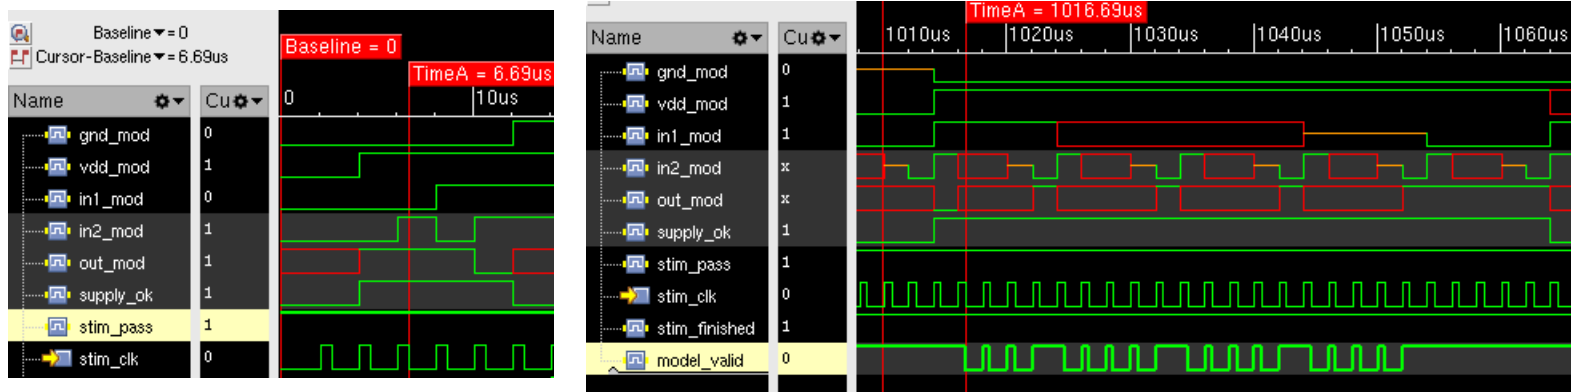 Baseline▾=0
Cursor-Baseline▾=6.69us
Name
Cu
Baseline = 0
TimeA = 6.69us
0
10us
gnd_mod
0
vdd_mod
1
in1_mod
0
in2_mod
1
out_mod
1
supply_ok
1
stim_pass
1
stim_clk
0
TimeA = 1016.69us
Name
Cu
1010us
1020us
1030us
1040us
1050us
1060us
gnd_mod
0
vdd_mod
1
in1_mod
1
in2_mod
x
out_mod
x
supply_ok
1
stim_pass
1
stim_clk
0
stim_finished
1
model_valid
0